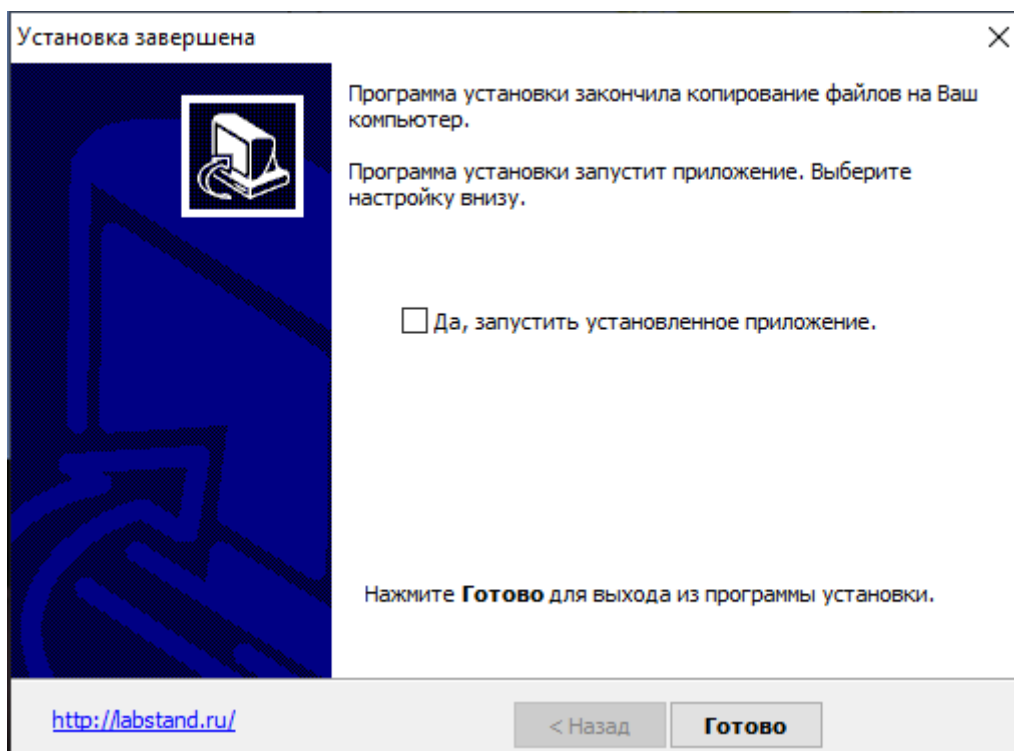 Установка завершена
Программа установки закончила копирование файлов на Ваш
компьютер.
Программа установки запустит приложение. Выберите
настройку внизу.
Да, запустить установленное приложение.
Нажмите Готово для выхода из программы установки.
http://labstand.ru/
< Назад
Готово